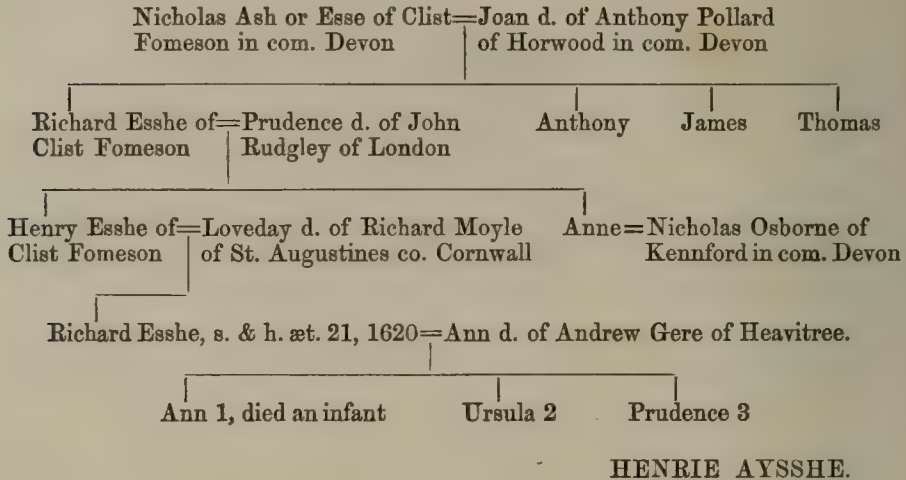 Nicholas Ash or Esse of Clist=Joan d. of Anthony Pollard
Fomeson in com. Devon of Horwood in com. Devon
Richard Esshe of=Prudence d. of John Anthony James Thomas
Clist Fomeson Rudgley of London
Henry Esshe of=Loveday d. of Richard Moyle Anne=Nicholas Osborne of
Clist Fomeson of St. Augustines co. Cornwall Kennford in com. Devon
Richard Esshe, s. & h. æt. 21, 1620=Ann d. of Andrew Gere of Heavitree.
Ann 1, died an infant Ursula 2 Prudence 3
HENRIE AYSSHE.